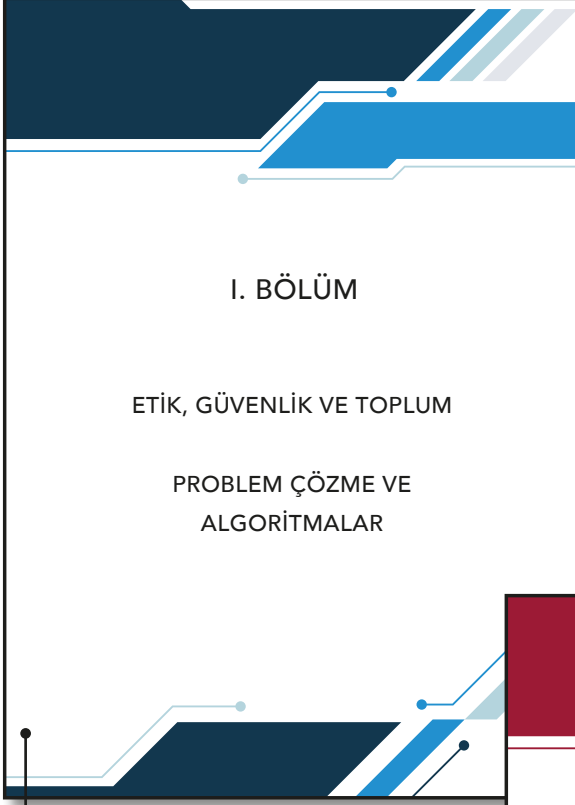 I. BÖLÜM
ETİK, GÜVENLİK VE TOPLUM
PROBLEM ÇÖZME VE
ALGORİTMALAR